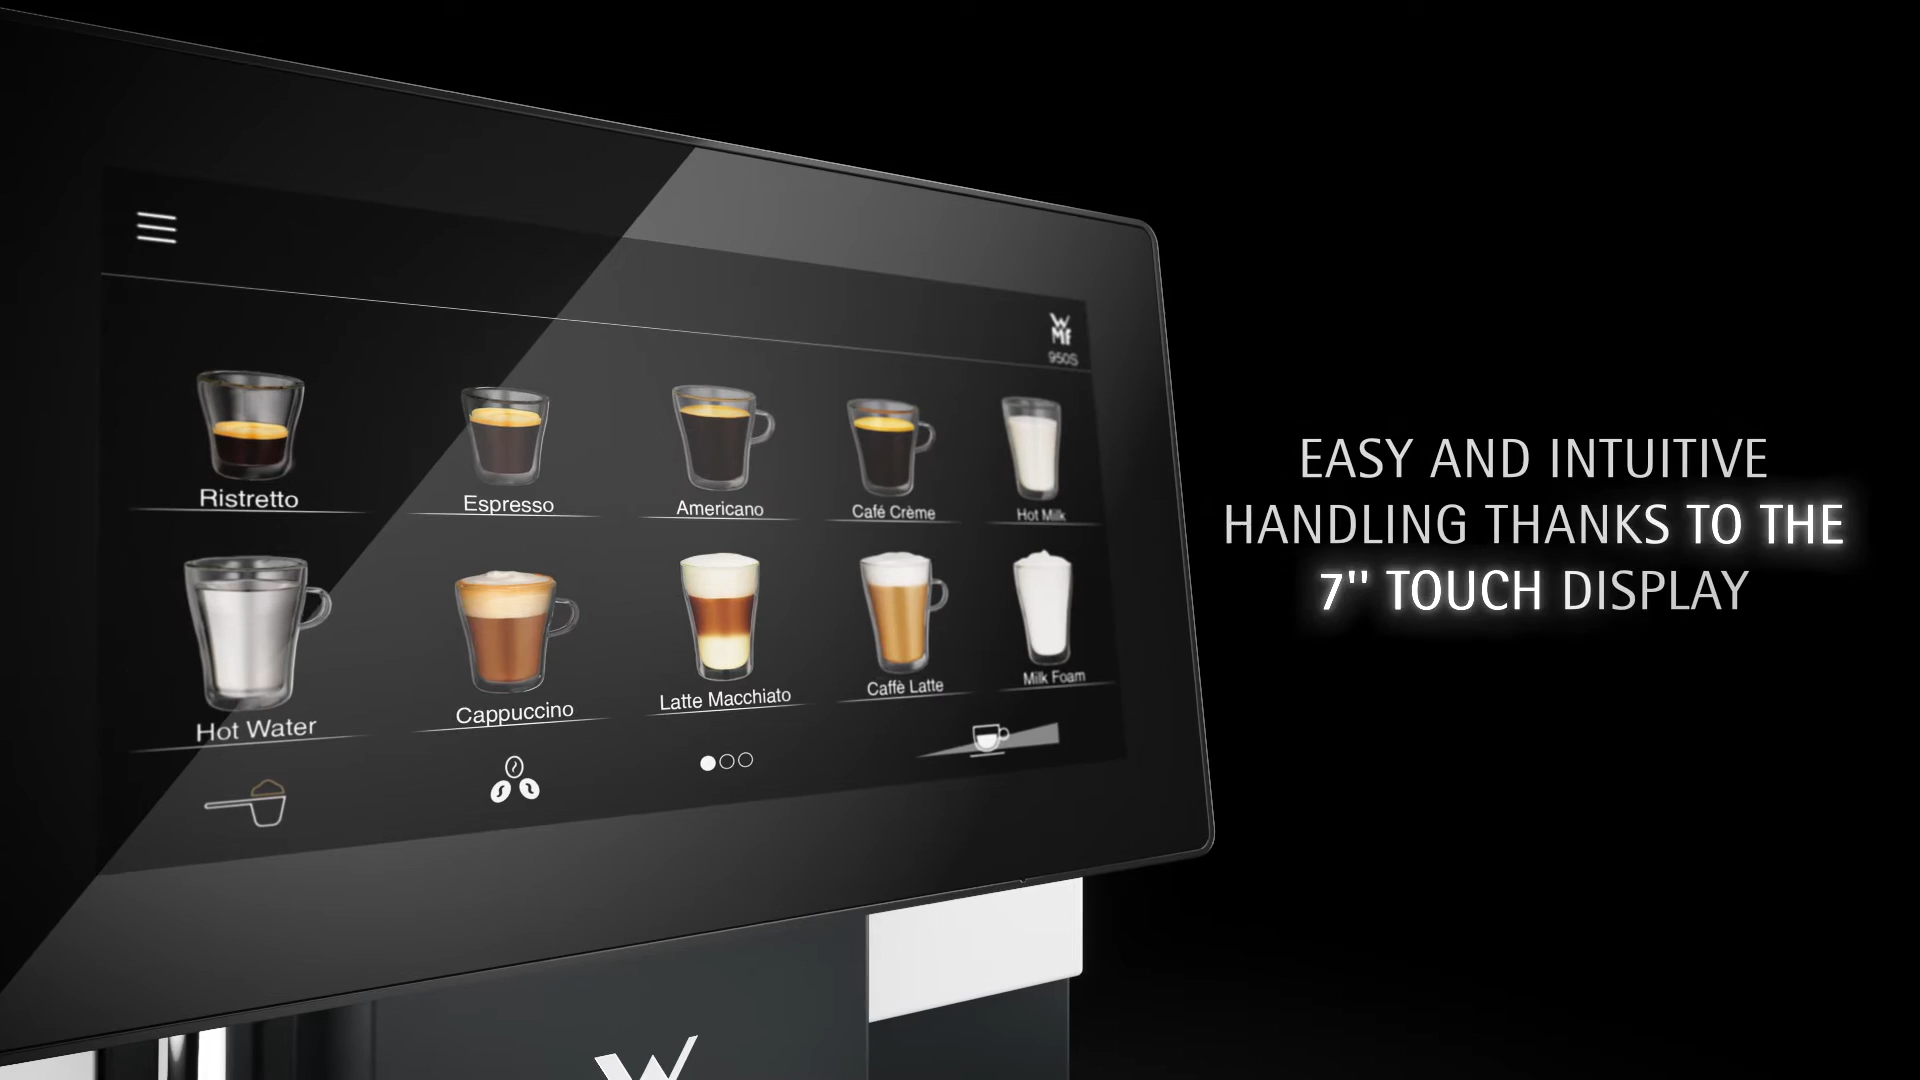 WMF
950S
Ristretto
Espresso
Americano
Café Crème
Hot Milk
Hot Water
Cappuccino
Latte Macchiato
Caffè Latte
Milk Foam
W
EASY AND INTUITIVE
HANDLING THANKS TO THE
7" TOUCH DISPLAY